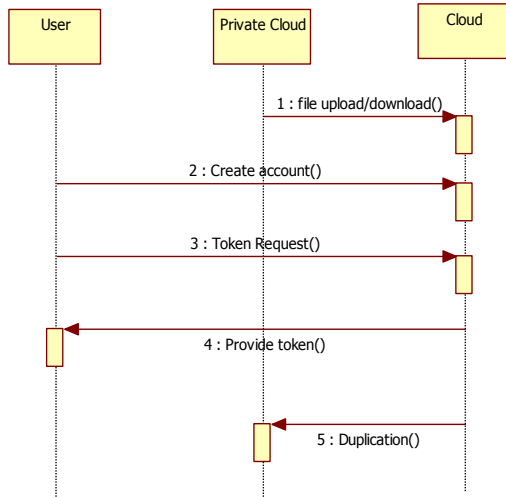 User
Private Cloud
Cloud
1 : file upload/download()
2 : Create account()
3 : Token Request()
4 : Provide token()
5 : Duplication()